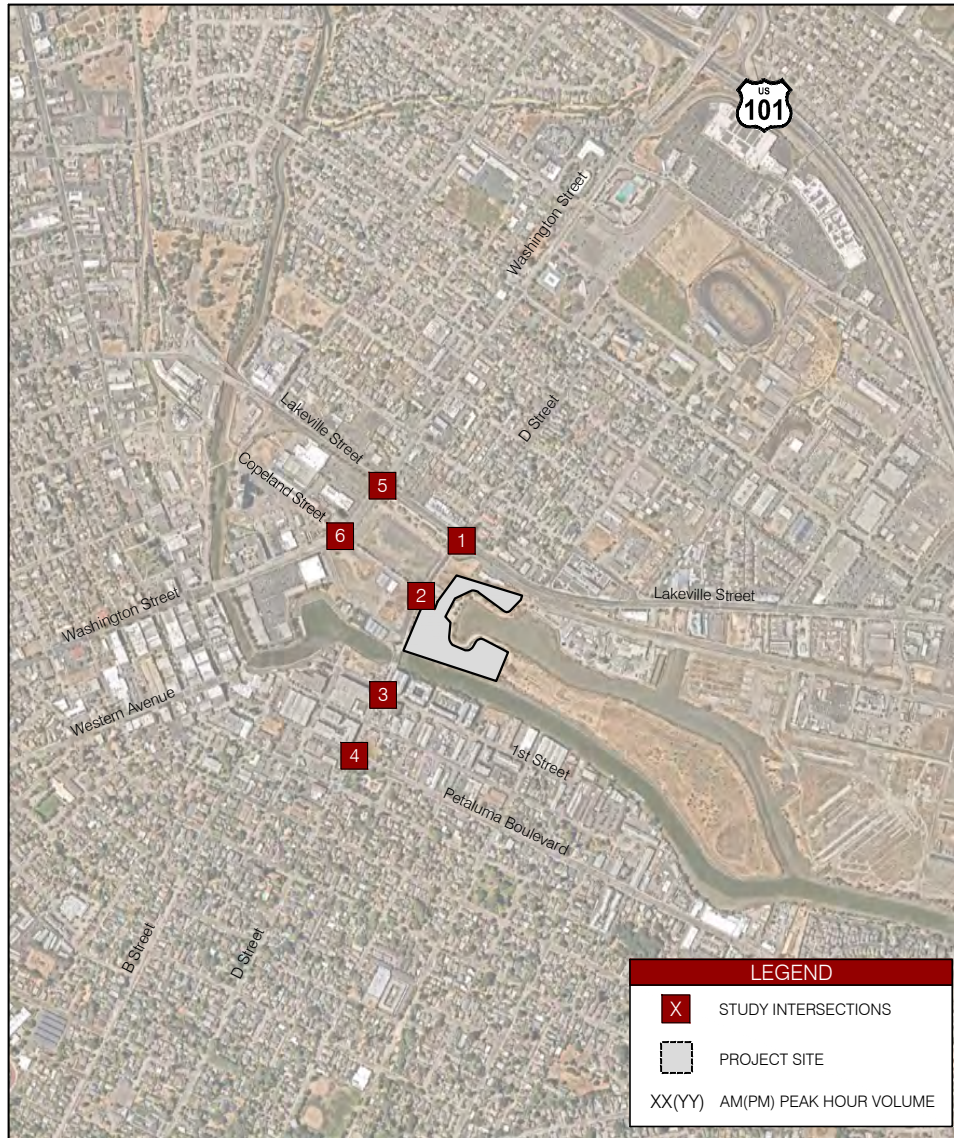 US
101
Washington Street
D Street
Lakeville Street
5
Copeland Street
6
1
2
Lakeville Street
Washington Street
3
Western Avenue
4
1st Street
Petaluma Boulevard
B Street
D Street
LEGEND
X STUDY INTERSECTIONS
PROJECT SITE
XX(YY) AM(PM) PEAK HOUR VOLUME